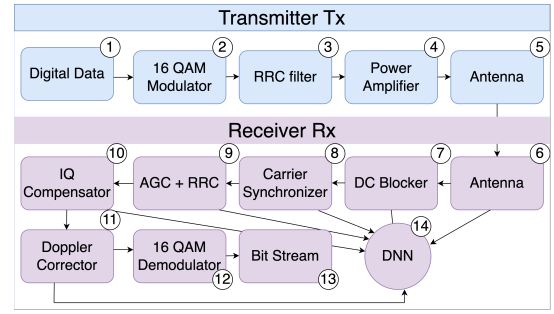 Transmitter Tx
1
2
3
4
5
Digital Data
16 QAM
Modulator
RRC filter
Power
Amplifier
Antenna
Receiver Rx
10
9
8
7
6
IQ
Compensator
AGC + RRC
Carrier
Synchronizer
DC Blocker
Antenna
11
14
Doppler
Corrector
16 QAM
Demodulator
Bit Stream
DNN
12
13